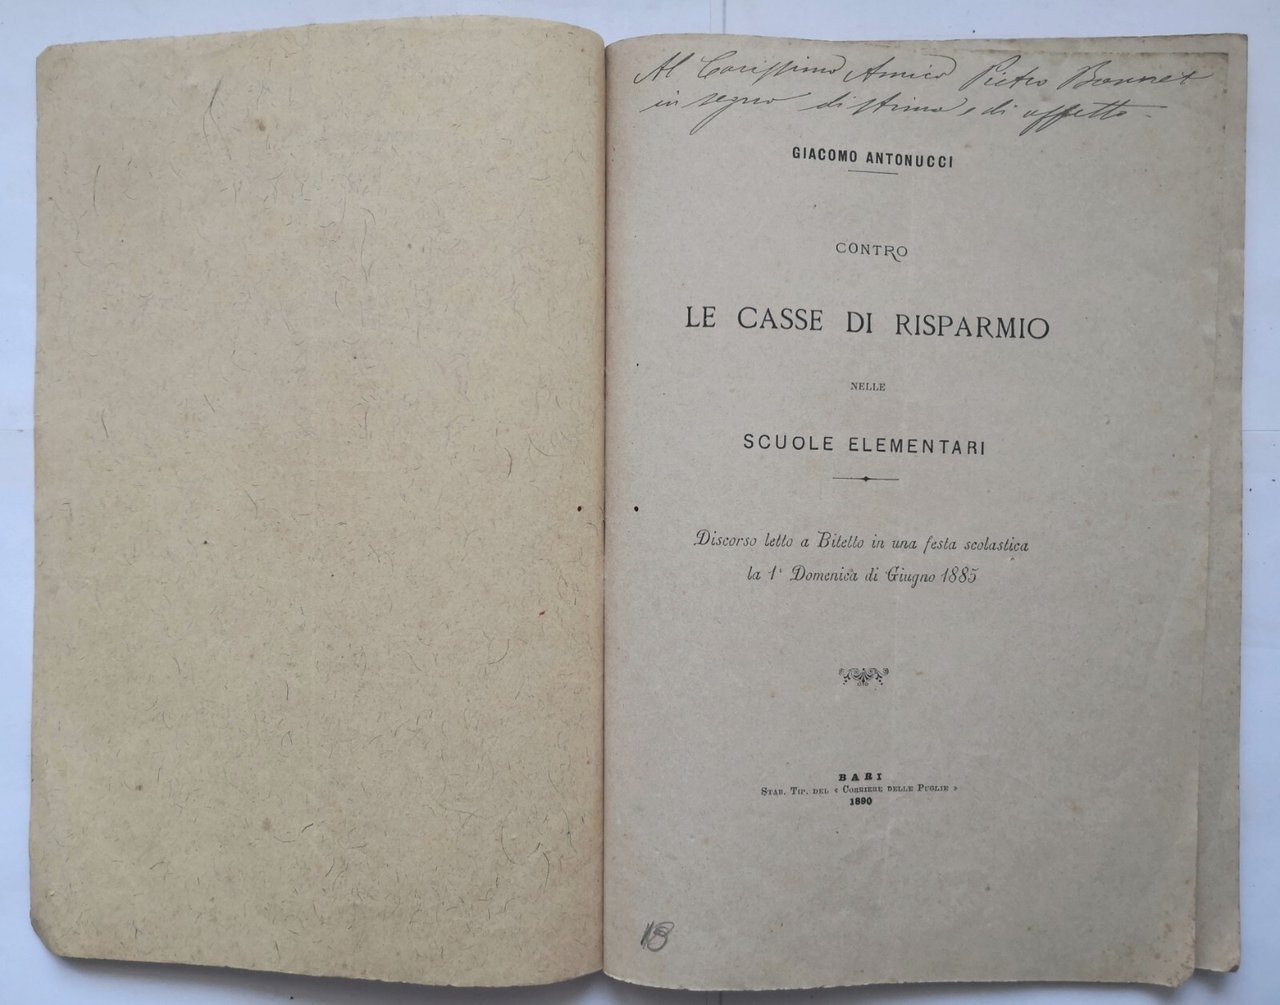 Al Carissimo Amico Pietro Bonnet
in segno di stima e di affetto -
GIACOMO ANTONUCCI
CONTRO
LE CASSE DI RISPARMIO
NELLE
SCUOLE ELEMENTARI
Discorso letto a Bitetto in una festa scolastica
la 1ª Domenica di Giugno 1885
BARI
STAB. TIP. DEL « CORRIERE DELLE PUGLIE »
1890
18